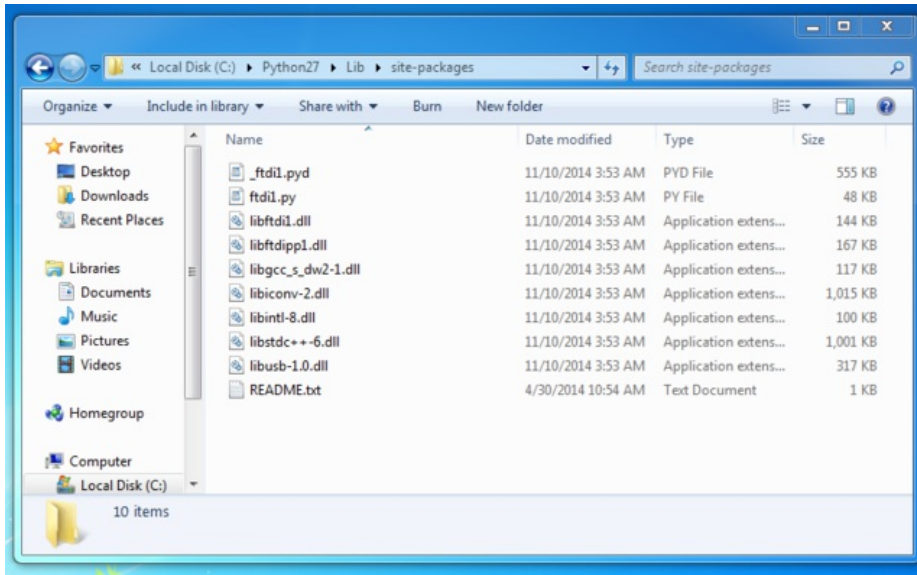 « Local Disk (C:) ▸ Python27 ▸ Lib ▸ site-packages Search site-packages
Organize Include in library Share with Burn New folder
Favorites
Desktop
Downloads
Recent Places
Libraries
Documents
Music
Pictures
Videos
Homegroup
Computer
Local Disk (C:)
Name Date modified Type Size
_ftdi1.pyd 11/10/2014 3:53 AM PYD File 555 KB
ftdi1.py 11/10/2014 3:53 AM PY File 48 KB
libftdi1.dll 11/10/2014 3:53 AM Application extens... 144 KB
libftdipp1.dll 11/10/2014 3:53 AM Application extens... 167 KB
libgcc_s_dw2-1.dll 11/10/2014 3:53 AM Application extens... 117 KB
libiconv-2.dll 11/10/2014 3:53 AM Application extens... 1,015 KB
libintl-8.dll 11/10/2014 3:53 AM Application extens... 100 KB
libstdc++-6.dll 11/10/2014 3:53 AM Application extens... 1,001 KB
libusb-1.0.dll 11/10/2014 3:53 AM Application extens... 317 KB
README.txt 4/30/2014 10:54 AM Text Document 1 KB
10 items